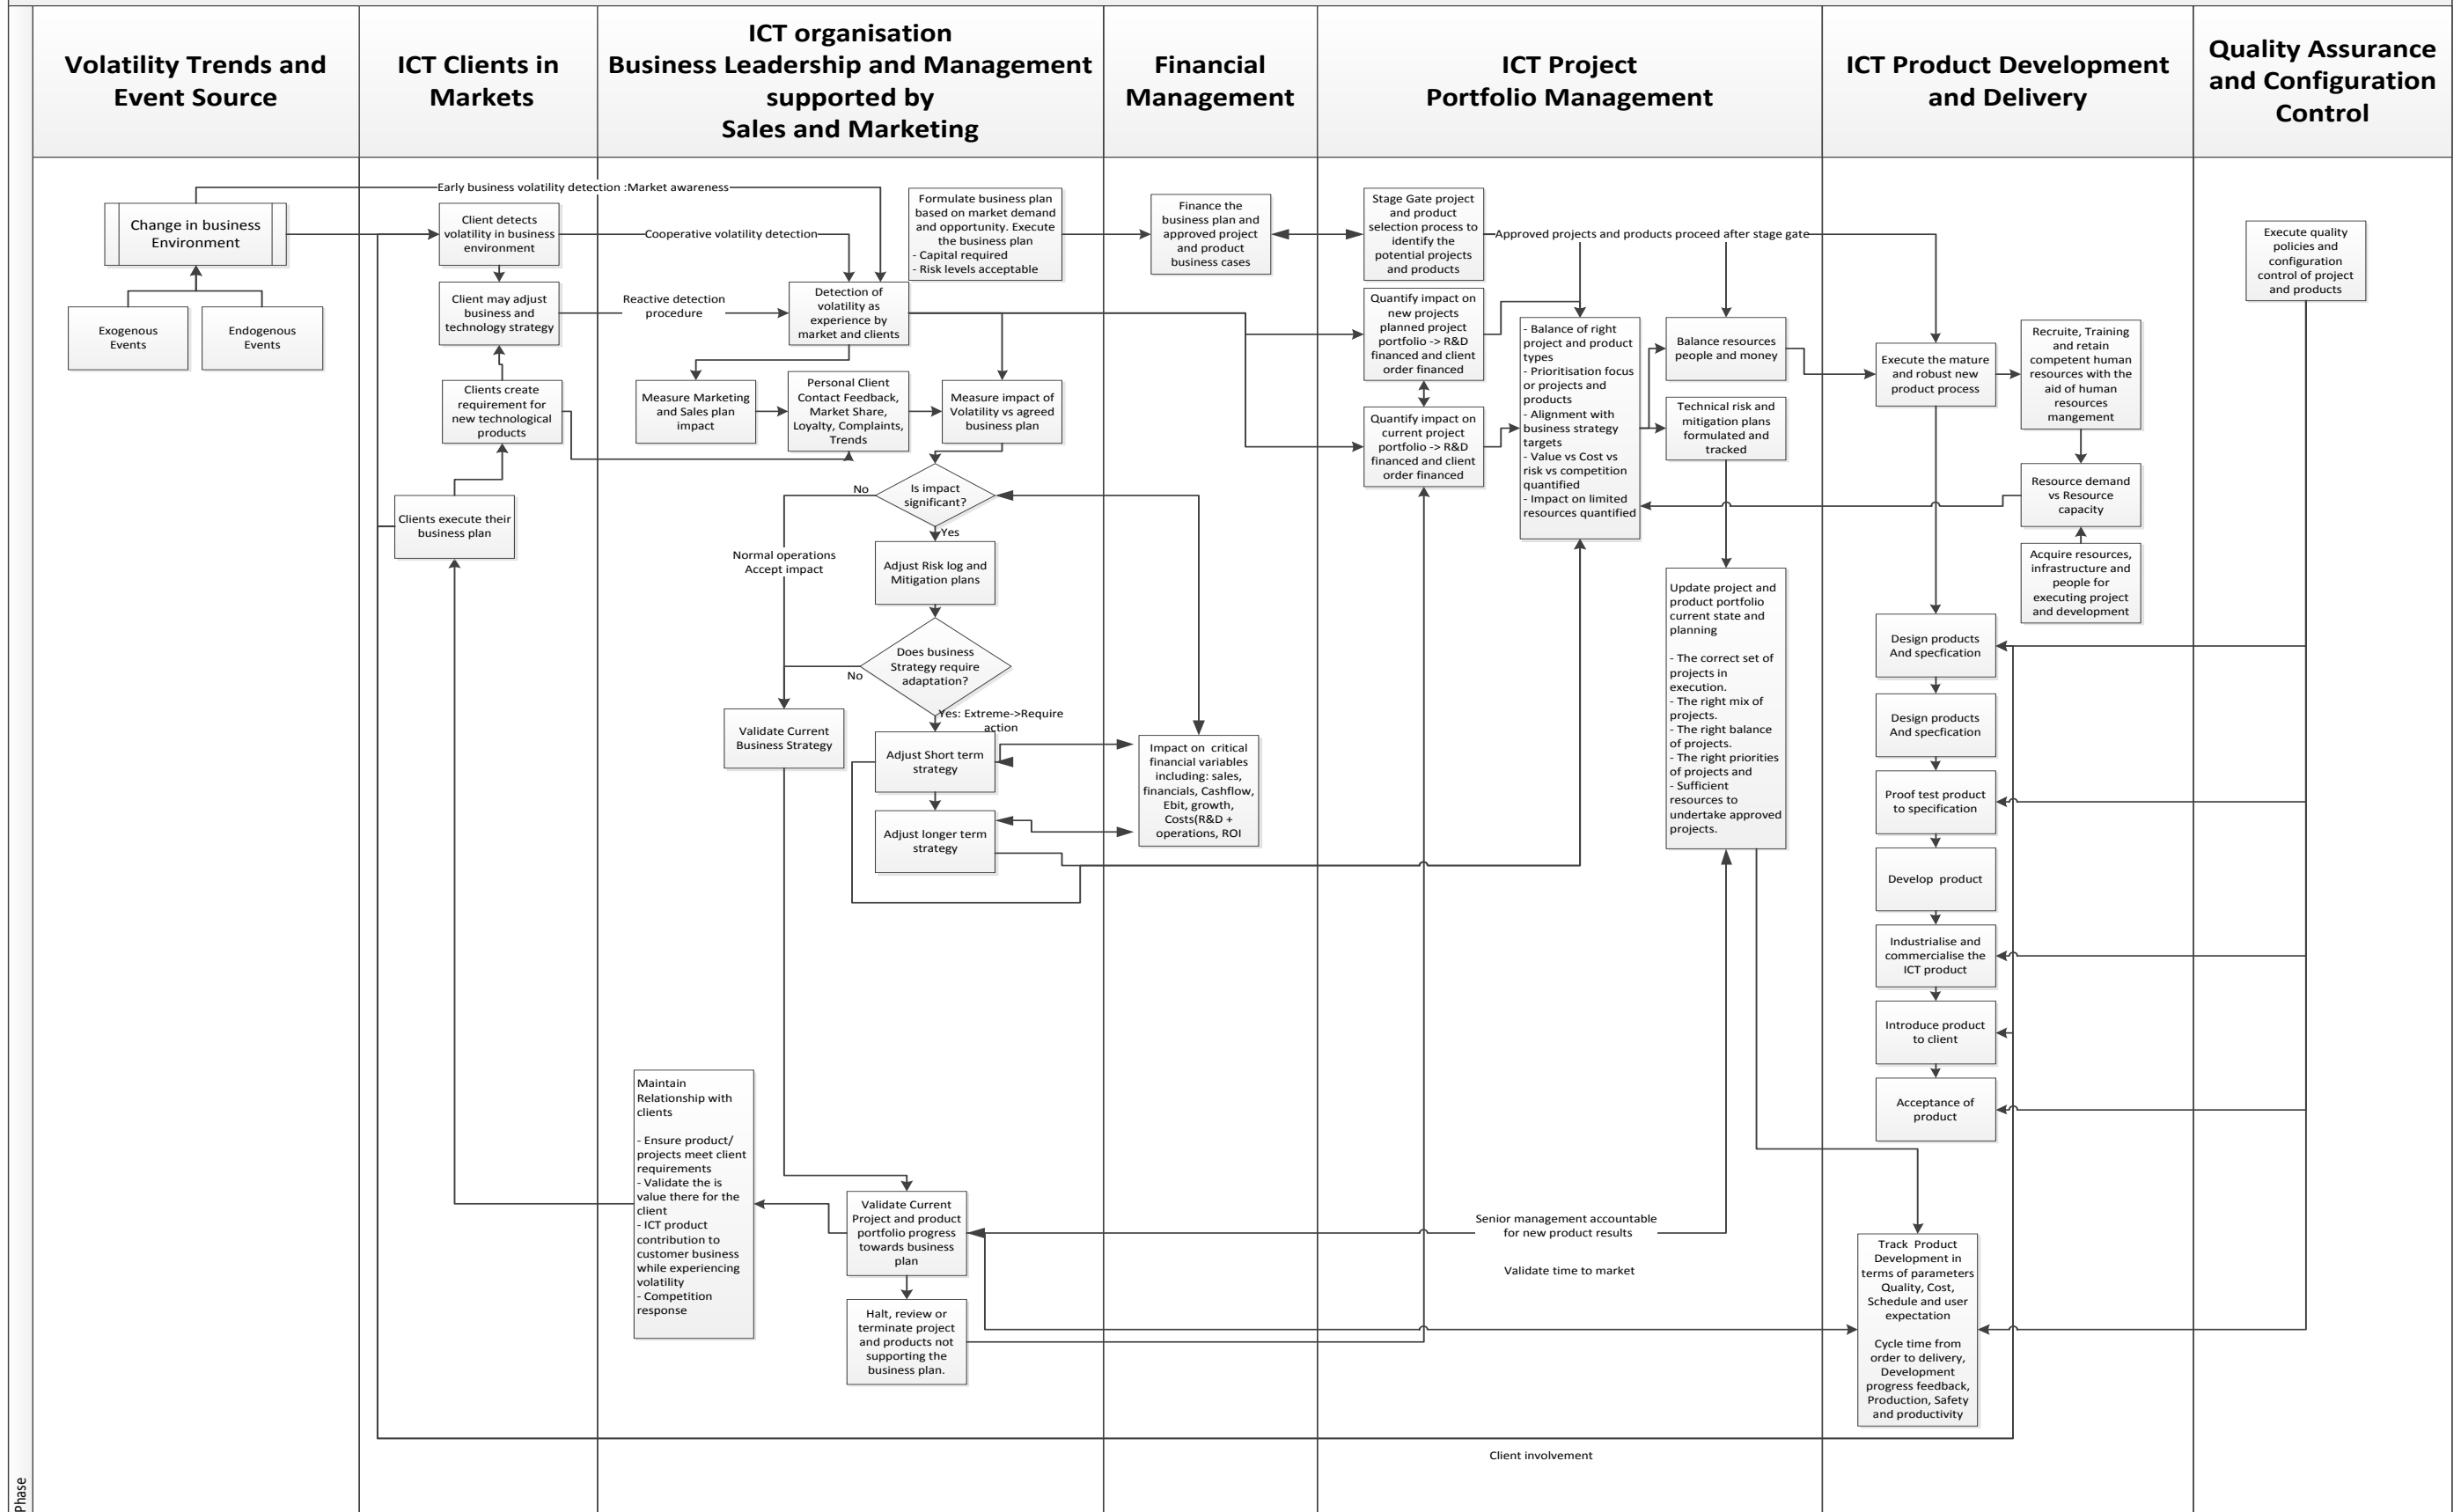 Volatility Trends and
Event Source
ICT Clients in
Markets
ICT organisation
Business Leadership and Management
supported by
Sales and Marketing
Financial
Management
ICT Project
Portfolio Management
ICT Product Development
and Delivery
Quality Assurance
and Configuration
Control
Early business volatility detection :Market awareness
Change in business
Environment
Exogenous
Events
Endogenous
Events
Client detects
volatility in business
environment
Cooperative volatility detection
Client may adjust
business and
technology strategy
Reactive detection
procedure
Clients create
requirement for
new technological
products
Clients execute their
business plan
Formulate business plan
based on market demand
and opportunity. Execute
the business plan
- Capital required
- Risk levels acceptable
Detection of
volatility as
experience by
market and clients
Measure Marketing
and Sales plan
impact
Personal Client
Contact Feedback,
Market Share,
Loyalty, Complaints,
Trends
Measure impact of
Volatility vs agreed
business plan
Is impact
significant?
No
Yes
Normal operations
Accept impact
Adjust Risk log and
Mitigation plans
Does business
Strategy require
adaptation?
No
Yes: Extreme->Require
action
Validate Current
Business Strategy
Adjust Short term
strategy
Adjust longer term
strategy
Maintain
Relationship with
clients
- Ensure product/
projects meet client
requirements
- Validate the is
value there for the
client
- ICT product
contribution to
customer business
while experiencing
volatility
- Competition
response
Validate Current
Project and product
portfolio progress
towards business
plan
Halt, review or
terminate project
and products not
supporting the
business plan.
Finance the
business plan and
approved project
and product
business cases
Impact on critical
financial variables
including: sales,
financials, Cashflow,
Ebit, growth,
Costs(R&D +
operations, ROI
Stage Gate project
and product
selection process to
identify the
potential projects
and products
Approved projects and products proceed after stage gate
Quantify impact on
new projects
planned project
portfolio -> R&D
financed and client
order financed
Quantify impact on
current project
portfolio -> R&D
financed and client
order financed
- Balance of right
project and product
types
- Prioritisation focus
or projects and
products
- Alignment with
business strategy
targets
- Value vs Cost vs
risk vs competition
quantified
- Impact on limited
resources quantified
Balance resources
people and money
Technical risk and
mitigation plans
formulated and
tracked
Update project and
product portfolio
current state and
planning
- The correct set of
projects in
execution.
- The right mix of
projects.
- The right balance
of projects.
- The right priorities
of projects and
- Sufficient
resources to
undertake approved
projects.
Senior management accountable
for new product results
Validate time to market
Client involvement
Execute the mature
and robust new
product process
Recruite, Training
and retain
competent human
resources with the
aid of human
resources
mangement
Resource demand
vs Resource
capacity
Acquire resources,
infrastructure and
people for
executing project
and development
Design products
And specfication
Design products
And specfication
Proof test product
to specification
Develop product
Industrialise and
commercialise the
ICT product
Introduce product
to client
Acceptance of
product
Track Product
Development in
terms of parameters
Quality, Cost,
Schedule and user
expectation
Cycle time from
order to delivery,
Development
progress feedback,
Production, Safety
and productivity
Execute quality
policies and
configuration
control of project
and products
Phase